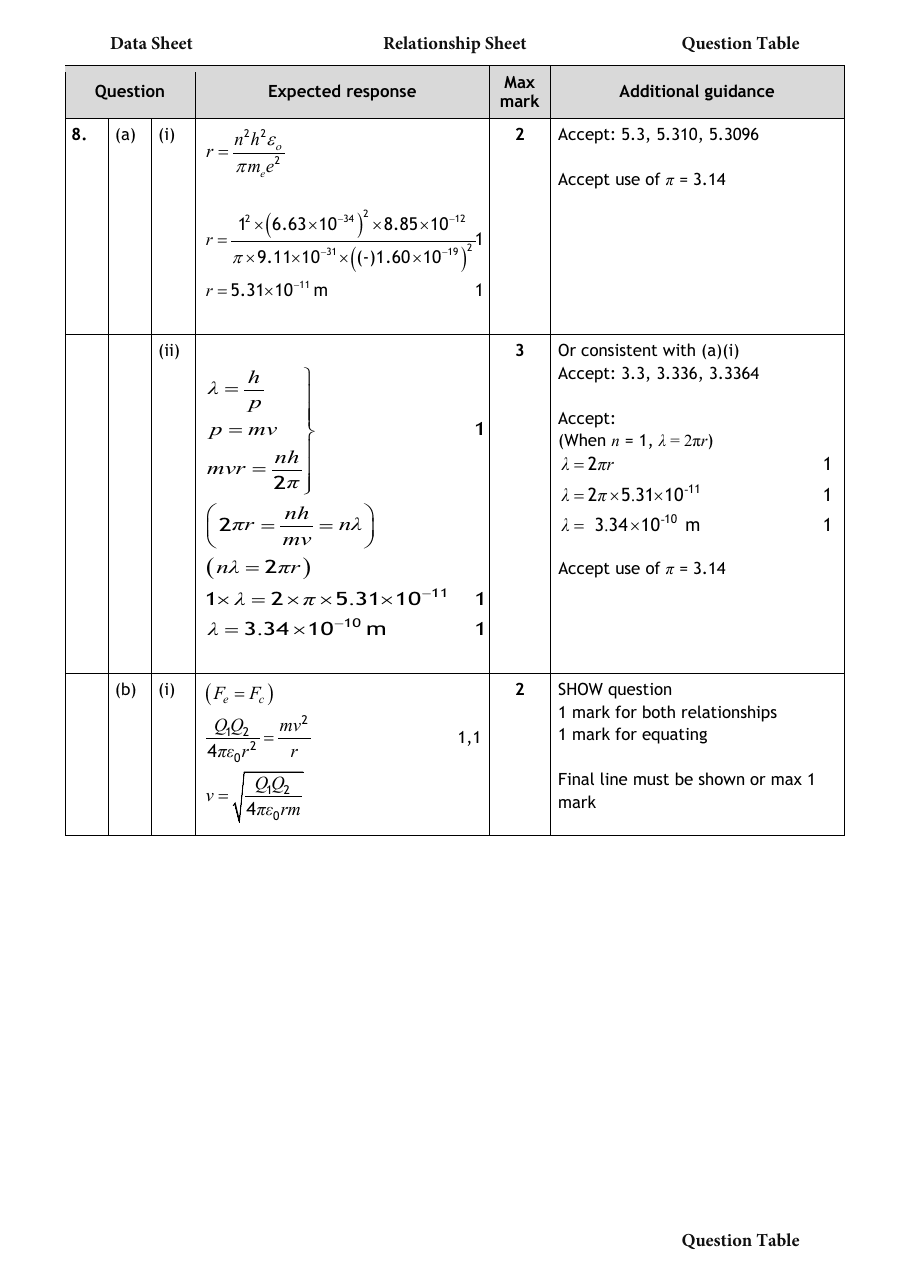 Data Sheet Relationship Sheet Question Table
Question Expected response Max mark Additional guidance
8. (a) (i) r = n²h²ε₀ / πmₑe² 2 Accept: 5.3, 5.310, 5.3096
Accept use of π = 3.14
r = 1² × (6.63×10⁻³⁴)² × 8.85×10⁻¹² / π × 9.11×10⁻³¹ × ((-)1.60×10⁻¹⁹)² 1
r = 5.31×10⁻¹¹ m 1
(ii) 3 Or consistent with (a)(i)
Accept: 3.3, 3.336, 3.3364
λ = h / p
p = mv 1
mvr = nh / 2π
(2πr = nh / mv = nλ)
(nλ = 2πr)
1× λ = 2 × π × 5.31×10⁻¹¹ 1
λ = 3.34 ×10⁻¹⁰ m 1
Accept:
(When n = 1, λ = 2πr)
λ = 2πr 1
λ = 2π × 5.31×10⁻¹¹ 1
λ = 3.34×10⁻¹⁰ m 1
Accept use of π = 3.14
(b) (i) (Fₑ = F꜀) 2 SHOW question
1 mark for both relationships
1 mark for equating
Q₁Q₂ / 4πε₀r² = mv² / r 1,1
v = √(Q₁Q₂ / 4πε₀rm)
Final line must be shown or max 1
mark
Question Table